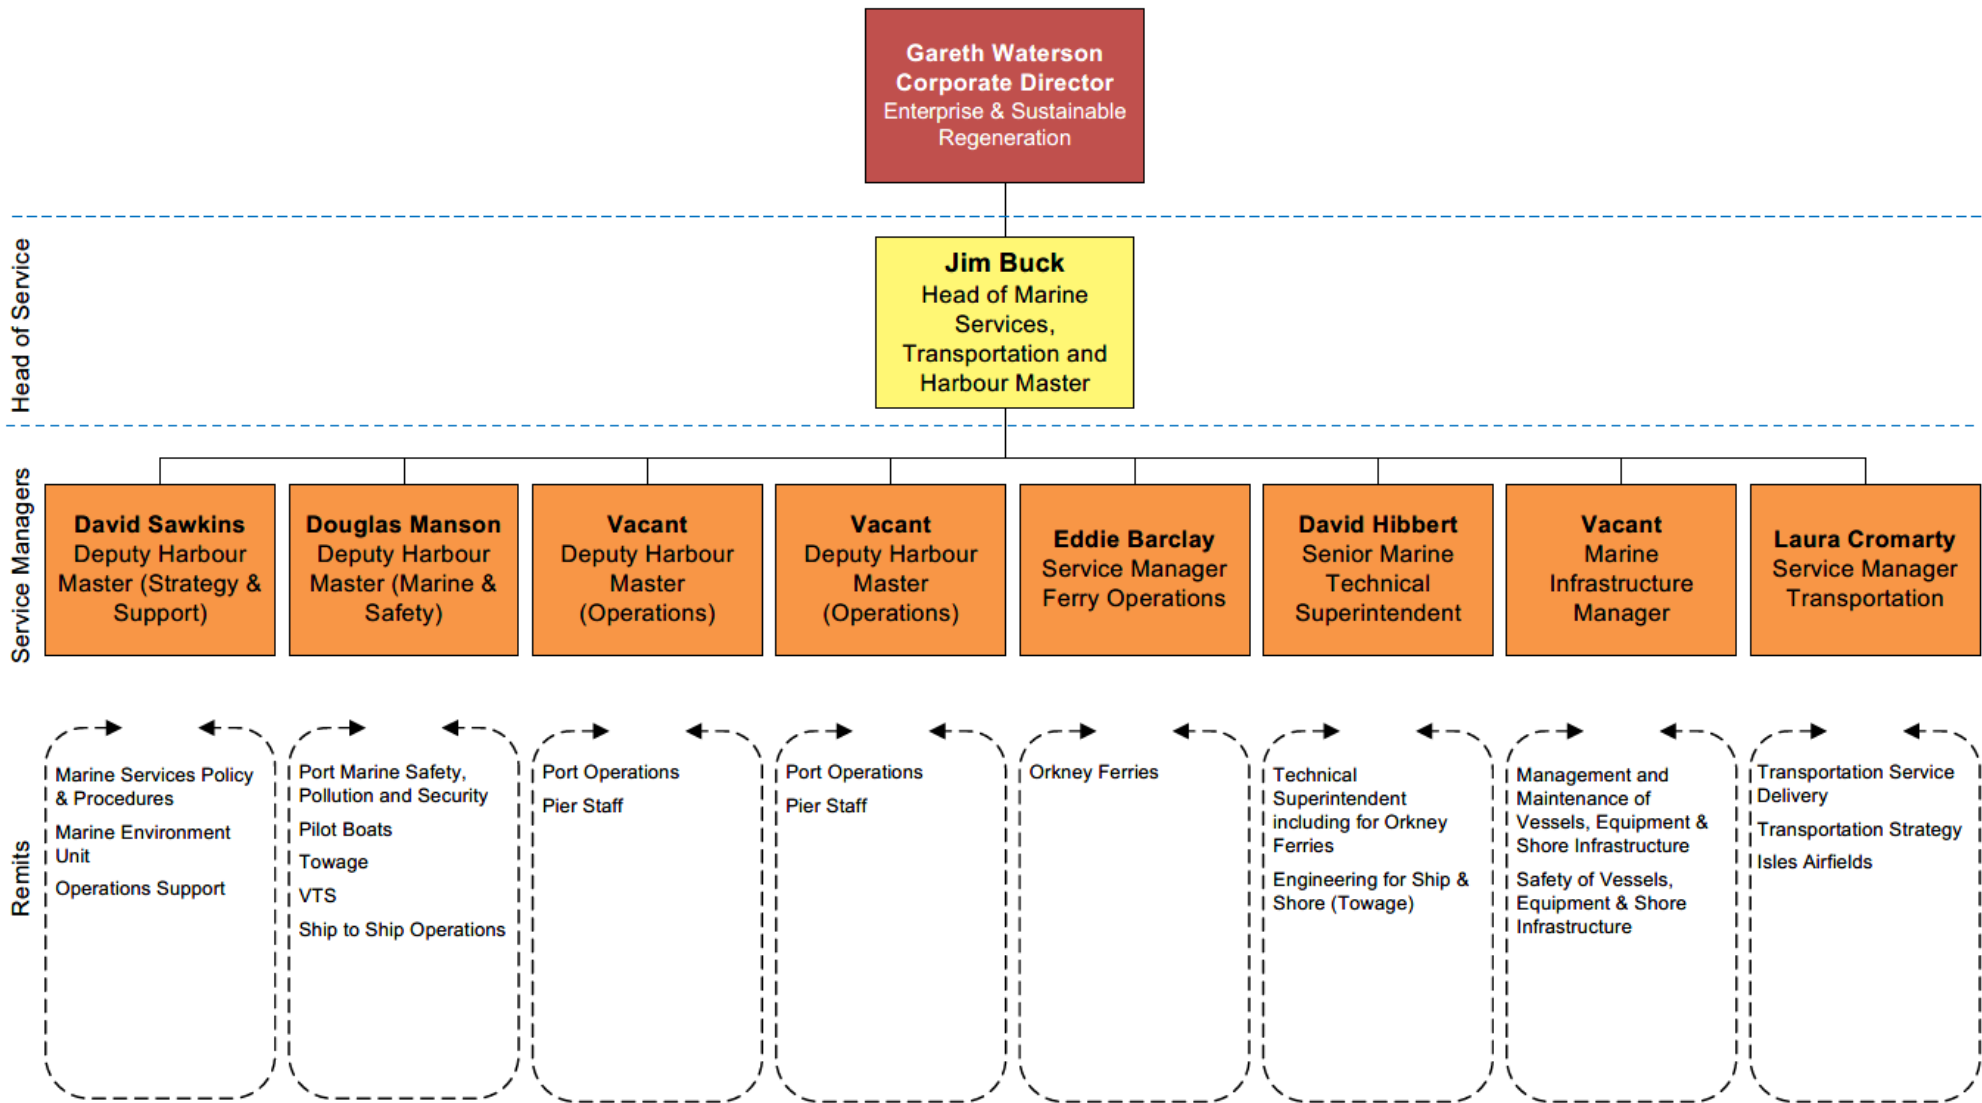 Gareth Waterson
Corporate Director
Enterprise & Sustainable
Regeneration
Head of Service
Jim Buck
Head of Marine
Services,
Transportation and
Harbour Master
Service Managers
David Sawkins
Deputy Harbour
Master (Strategy &
Support)
Douglas Manson
Deputy Harbour
Master (Marine &
Safety)
Vacant
Deputy Harbour
Master
(Operations)
Vacant
Deputy Harbour
Master
(Operations)
Eddie Barclay
Service Manager
Ferry Operations
David Hibbert
Senior Marine
Technical
Superintendent
Vacant
Marine
Infrastructure
Manager
Laura Cromarty
Service Manager
Transportation
Remits
Marine Services Policy
& Procedures
Marine Environment
Unit
Operations Support
Port Marine Safety,
Pollution and Security
Pilot Boats
Towage
VTS
Ship to Ship Operations
Port Operations
Pier Staff
Port Operations
Pier Staff
Orkney Ferries
Technical
Superintendent
including for Orkney
Ferries
Engineering for Ship &
Shore (Towage)
Management and
Maintenance of
Vessels, Equipment &
Shore Infrastructure
Safety of Vessels,
Equipment & Shore
Infrastructure
Transportation Service
Delivery
Transportation Strategy
Isles Airfields